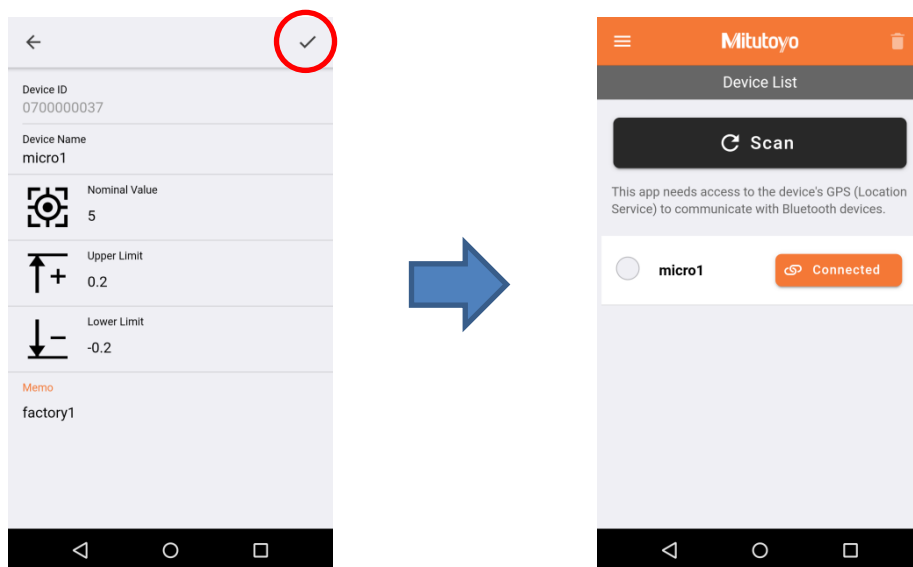 Device ID
0700000037
Device Name
micro1
Nominal Value
5
Upper Limit
0.2
Lower Limit
-0.2
Memo
factory1
Mitutoyo
Device List
Scan
This app needs access to the device's GPS (Location
Service) to communicate with Bluetooth devices.
micro1
Connected